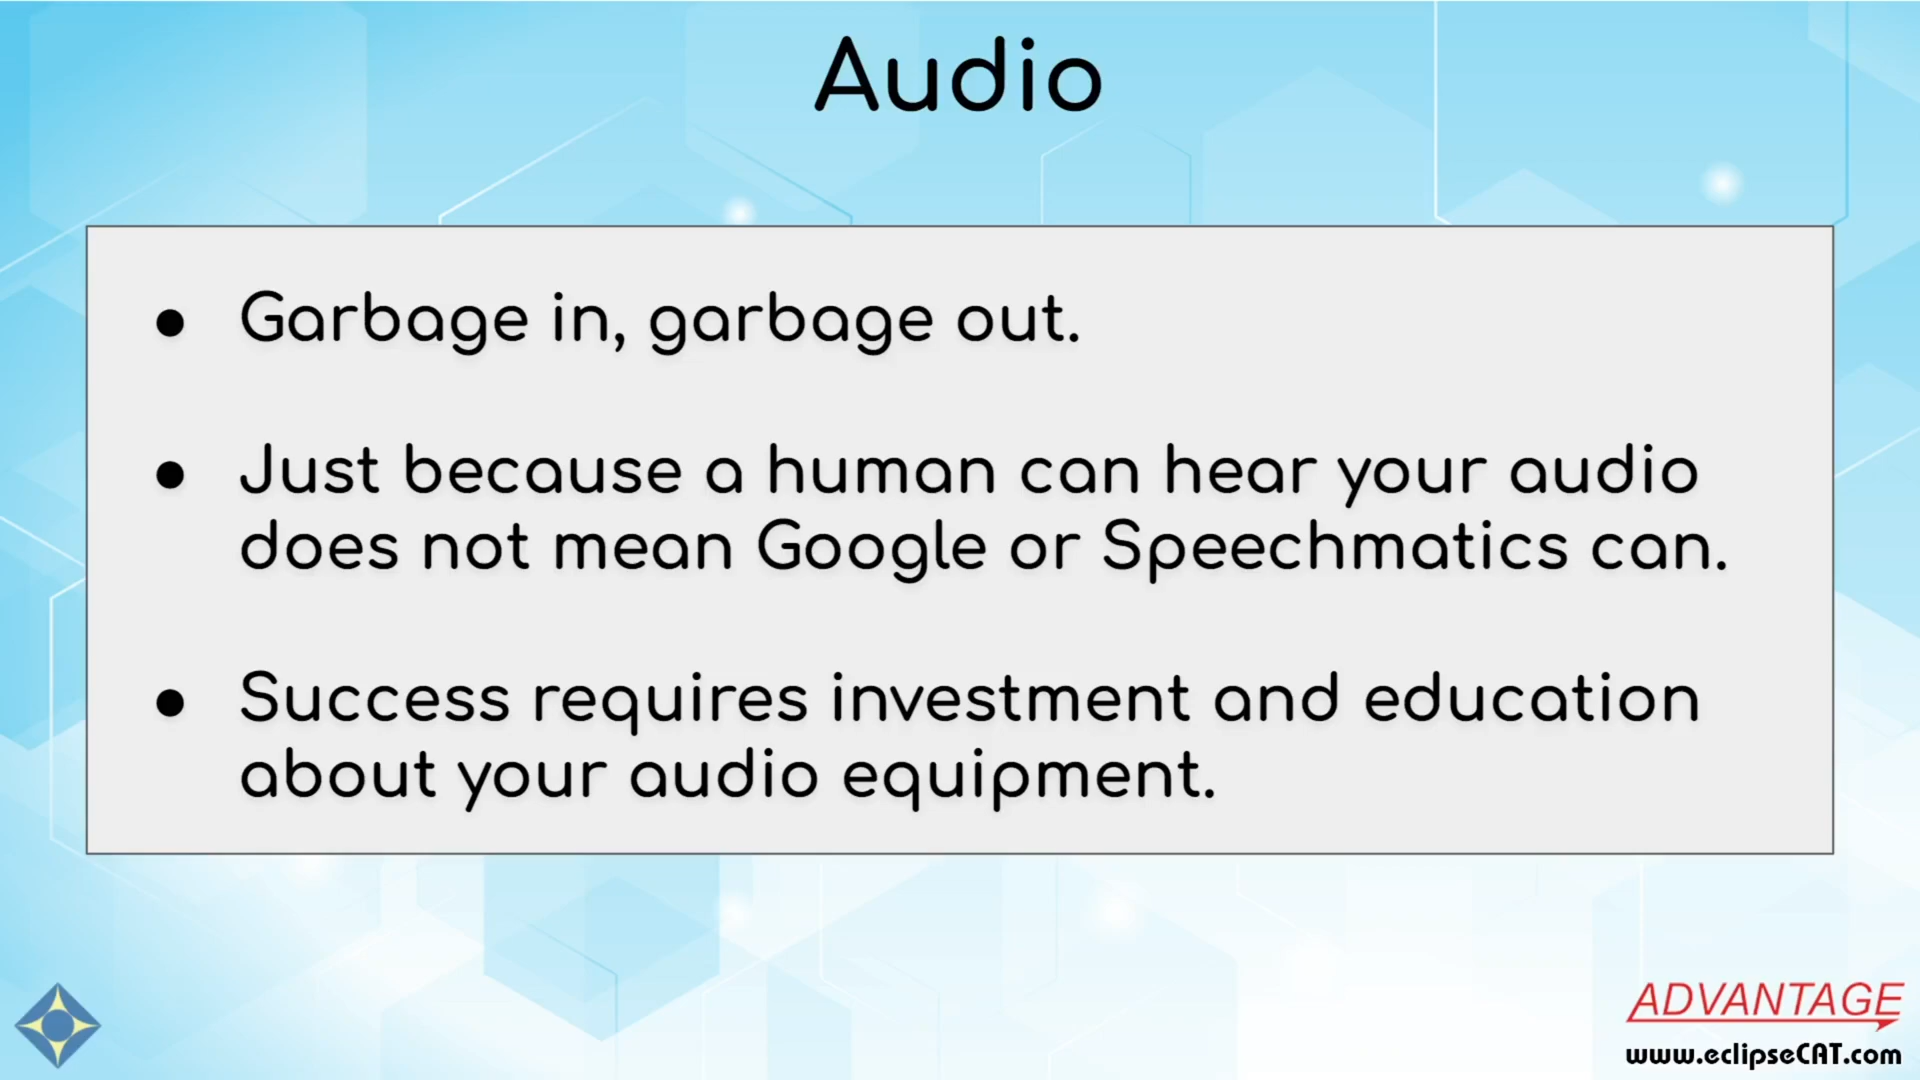 Audio
● Garbage in, garbage out.
● Just because a human can hear your audio
does not mean Google or Speechmatics can.
● Success requires investment and education
about your audio equipment.
ADVANTAGE
www.eclipseCAT.com